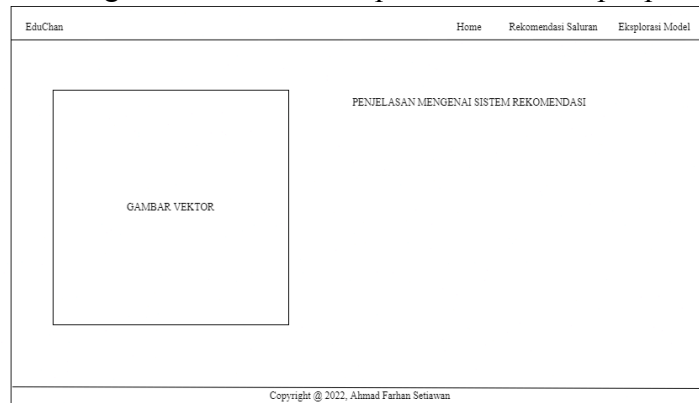 EduChan Home Rekomendasi Saluran Eksplorasi Model
PENJELASAN MENGENAI SISTEM REKOMENDASI
GAMBAR VEKTOR
Copyright @ 2022, Ahmad Farhan Setiawan